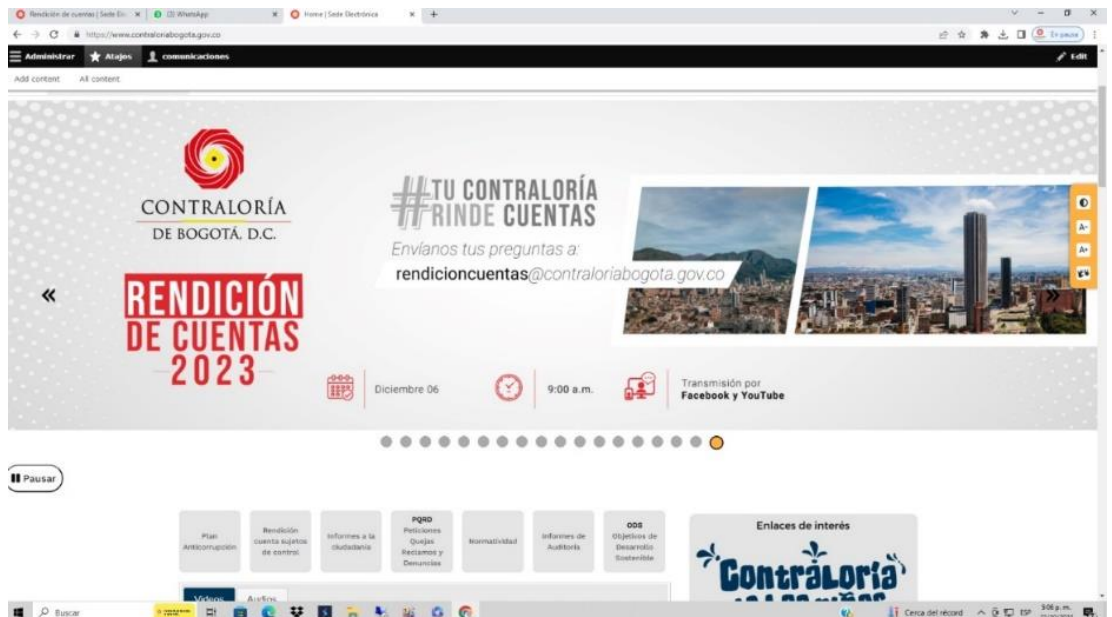 Rendición de cuentas | Sede Ele
WhatsApp
Home | Sede Electrónica
https://www.contraloriabogota.gov.co
En pausa
Administrar
Atajos
comunicaciones
Edit
Add content
All content
CONTRALORÍA
DE BOGOTÁ, D.C.
RENDICIÓN
DE CUENTAS
2023
#TU CONTRALORÍA
RINDE CUENTAS
Envíanos tus preguntas a:
rendicioncuentas@contraloriabogota.gov.co
Diciembre 06
9:00 a.m.
Transmisión por
Facebook y YouTube
A-
A+
Pausar
Plan
Anticorrupción
Rendición
cuenta sujetos
de control
Informes a la
ciudadanía
PQRD
Peticiones
Quejas
Reclamos y
Denuncias
Normatividad
Informes de
Auditoría
ODS
Objetivos de
Desarrollo
Sostenible
Enlaces de interés
Contraloría
Videos
Audios
Buscar
Cerca del récord
ESP